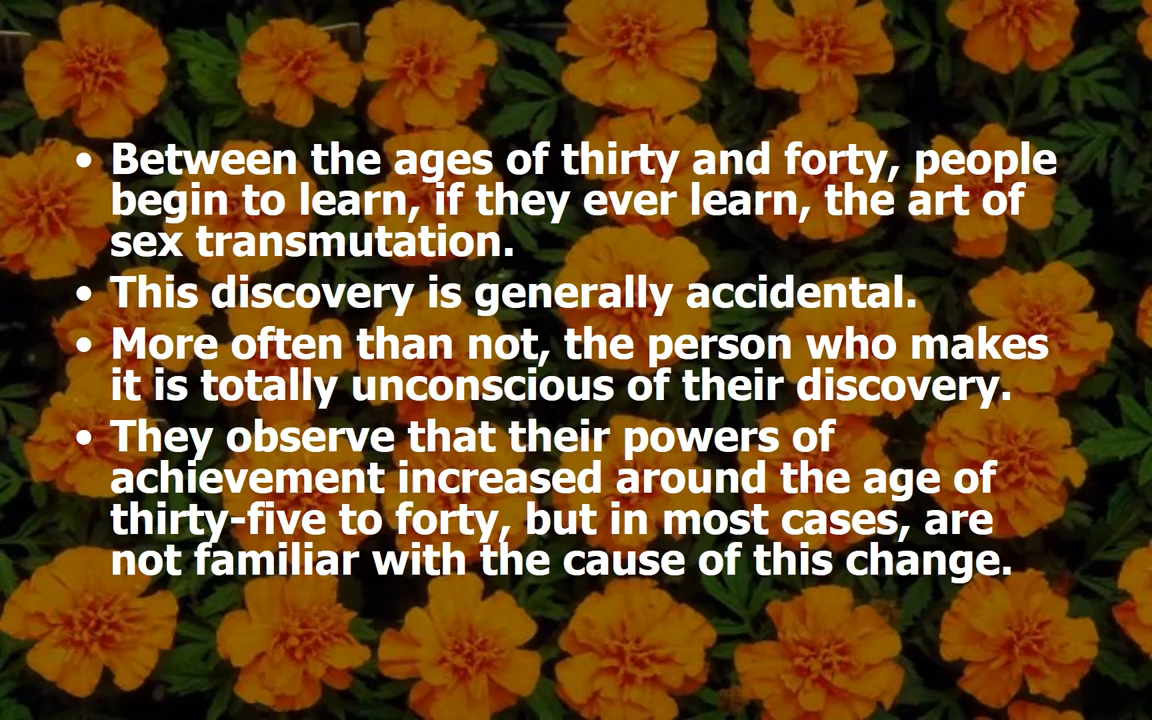 • Between the ages of thirty and forty, people
begin to learn, if they ever learn, the art of
sex transmutation.
• This discovery is generally accidental.
• More often than not, the person who makes
it is totally unconscious of their discovery.
• They observe that their powers of
achievement increased around the age of
thirty-five to forty, but in most cases, are
not familiar with the cause of this change.